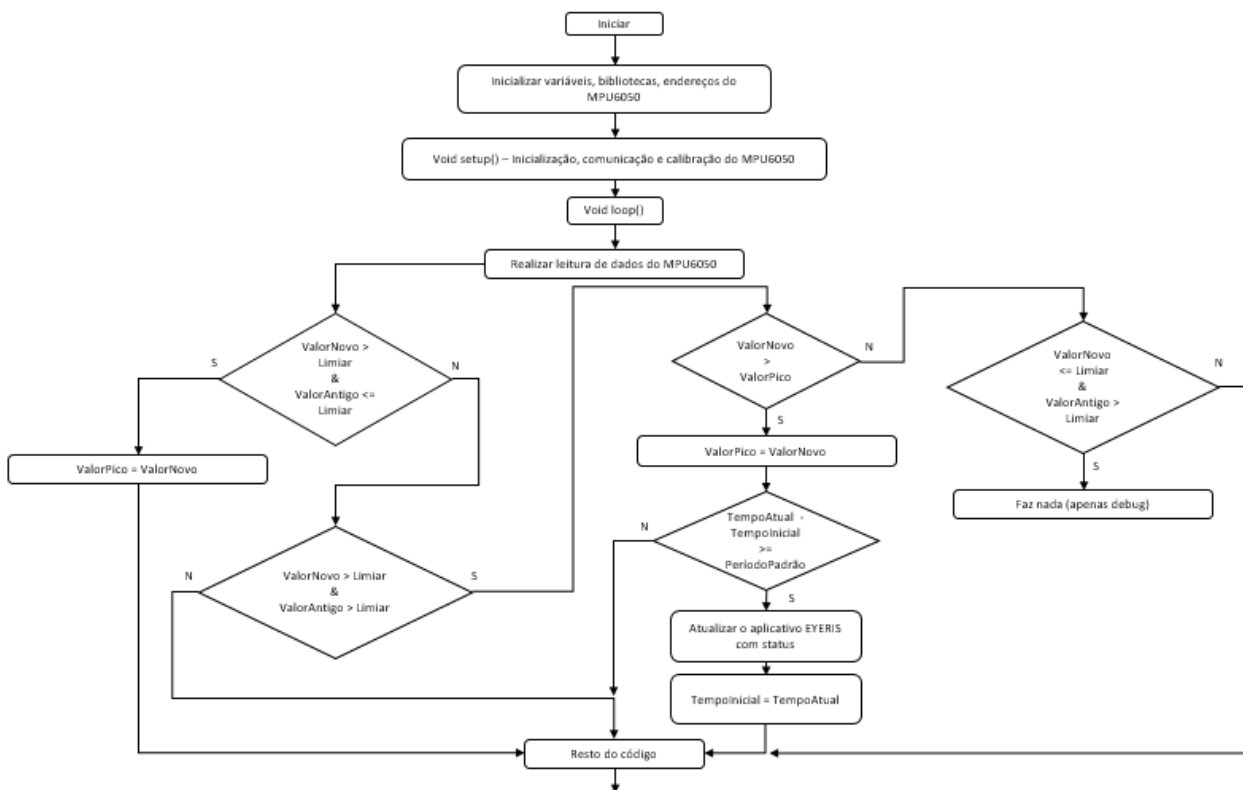 Iniciar
Inicializar variáveis, bibliotecas, endereços do
MPU6050
Void setup() – Inicialização, comunicação e calibração do MPU6050
Void loop()
Realizar leitura de dados do MPU6050
ValorNovo >
Limiar
&
ValorAntigo <=
Limiar
S
N
ValorPico = ValorNovo
ValorNovo > Limiar
&
ValorAntigo > Limiar
N
S
ValorNovo
>
ValorPico
N
S
ValorPico = ValorNovo
TempoAtual -
TempoInicial
>=
PeríodoPadrão
N
S
Atualizar o aplicativo EYERIS
com status
TempoInicial = TempoAtual
ValorNovo
<= Limiar
&
ValorAntigo >
Limiar
N
S
Faz nada (apenas debug)
Resto do código